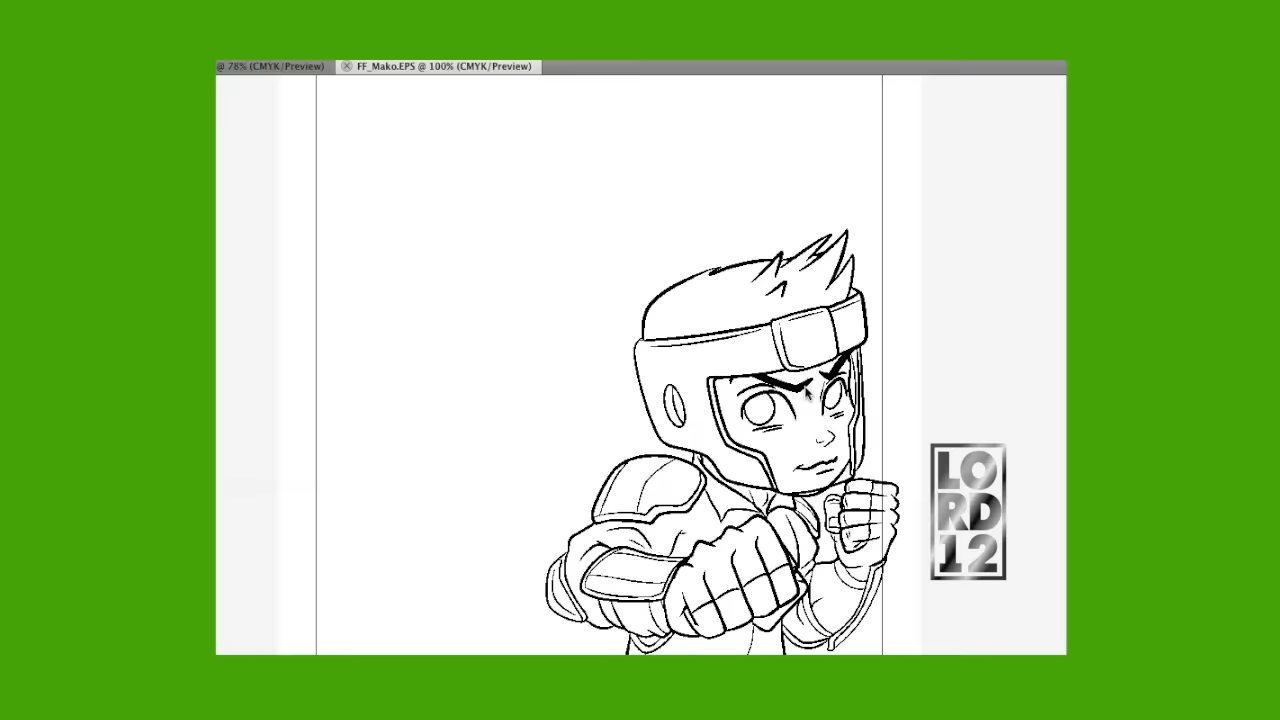 @ 78% (CMYK/Preview)
FF_Mako.EPS @ 100% (CMYK/Preview)
LO
RD
12